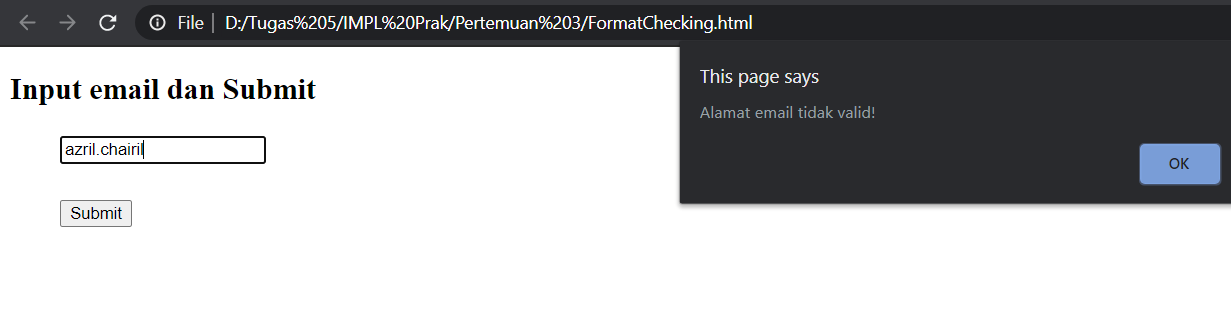 File D:/Tugas%205/IMPL%20Prak/Pertemuan%203/FormatChecking.html
This page says
Alamat email tidak valid!
OK
Input email dan Submit
azril.chairil
Submit